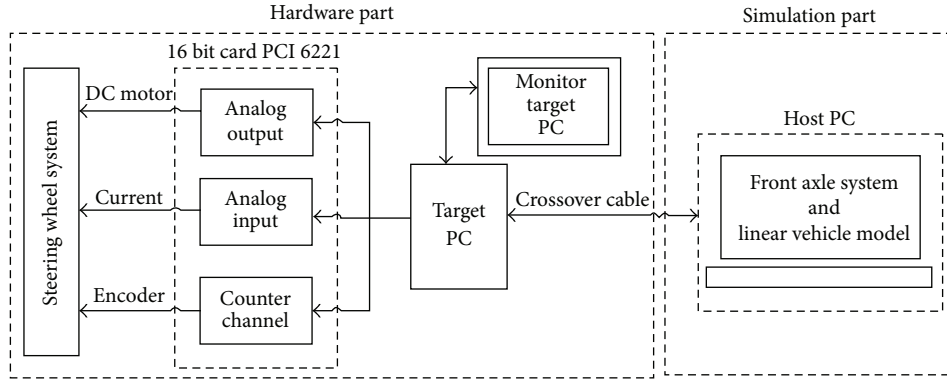 Hardware part
Simulation part
16 bit card PCI 6221
Steering wheel system
DC motor
Current
Encoder
Analog
output
Analog
input
Counter
channel
Monitor
target
PC
Target
PC
Crossover cable
Host PC
Front axle system
and
linear vehicle model